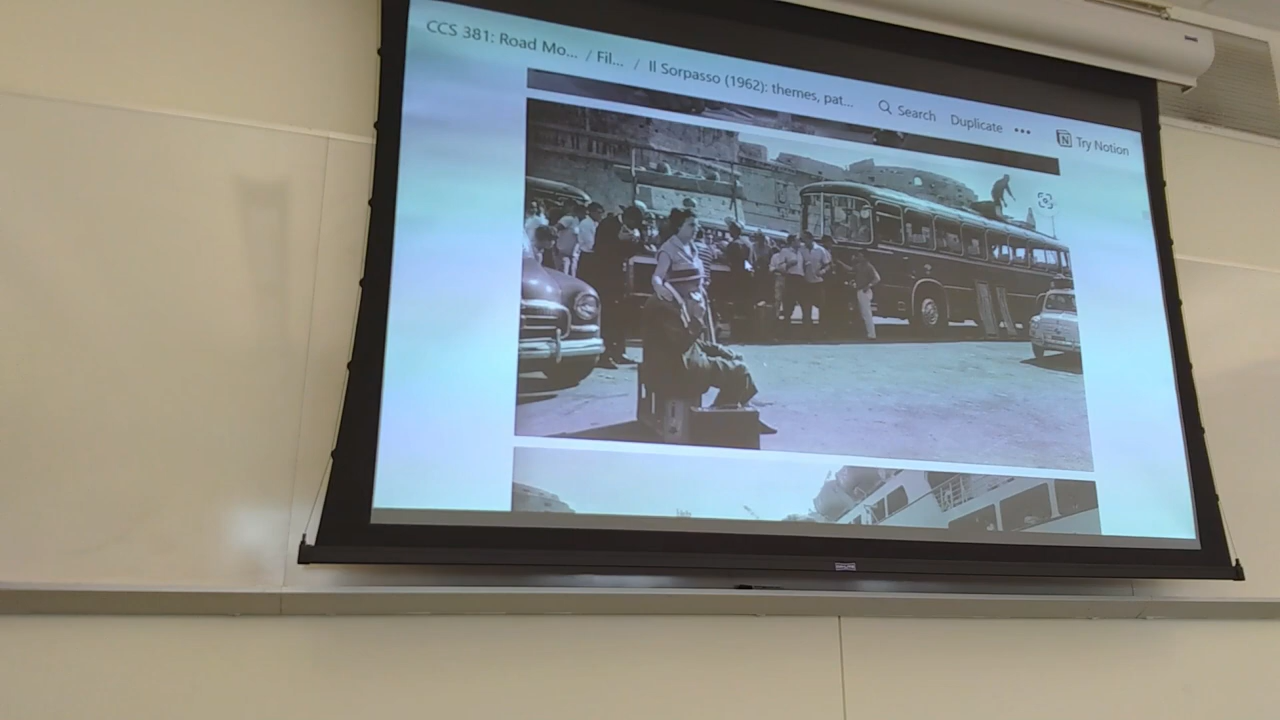 CCS 381: Road Mo... / Fil... / Il Sorpasso (1962): themes, pat...
Search Duplicate ••• Try Notion